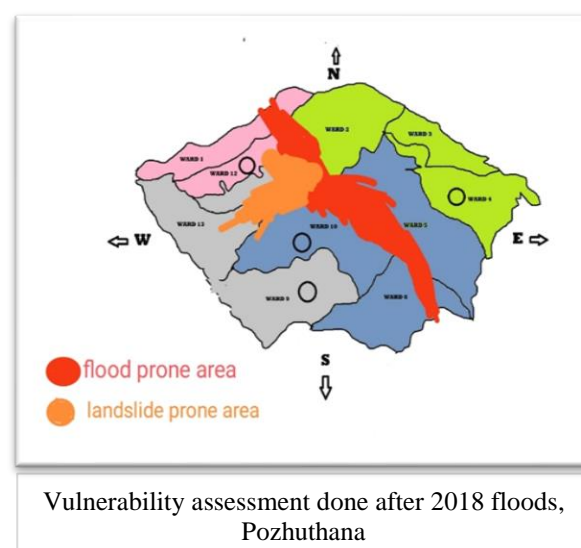 N
WARD 2
WARD 3
WARD 1
WARD 12
WARD 4
WARD 13
WARD 10
WARD 5
W
E
WARD 9
WARD 6
S
flood prone area
landslide prone area
Vulnerability assessment done after 2018 floods,
Pozhuthana